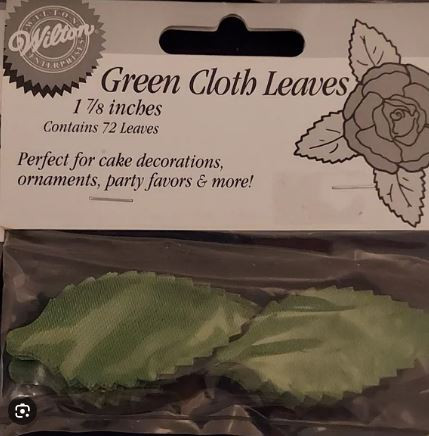 WILTON
Wilton
ENTERPRISES
Green Cloth Leaves
1 7/8 inches
Contains 72 Leaves
Perfect for cake decorations,
ornaments, party favors & more!